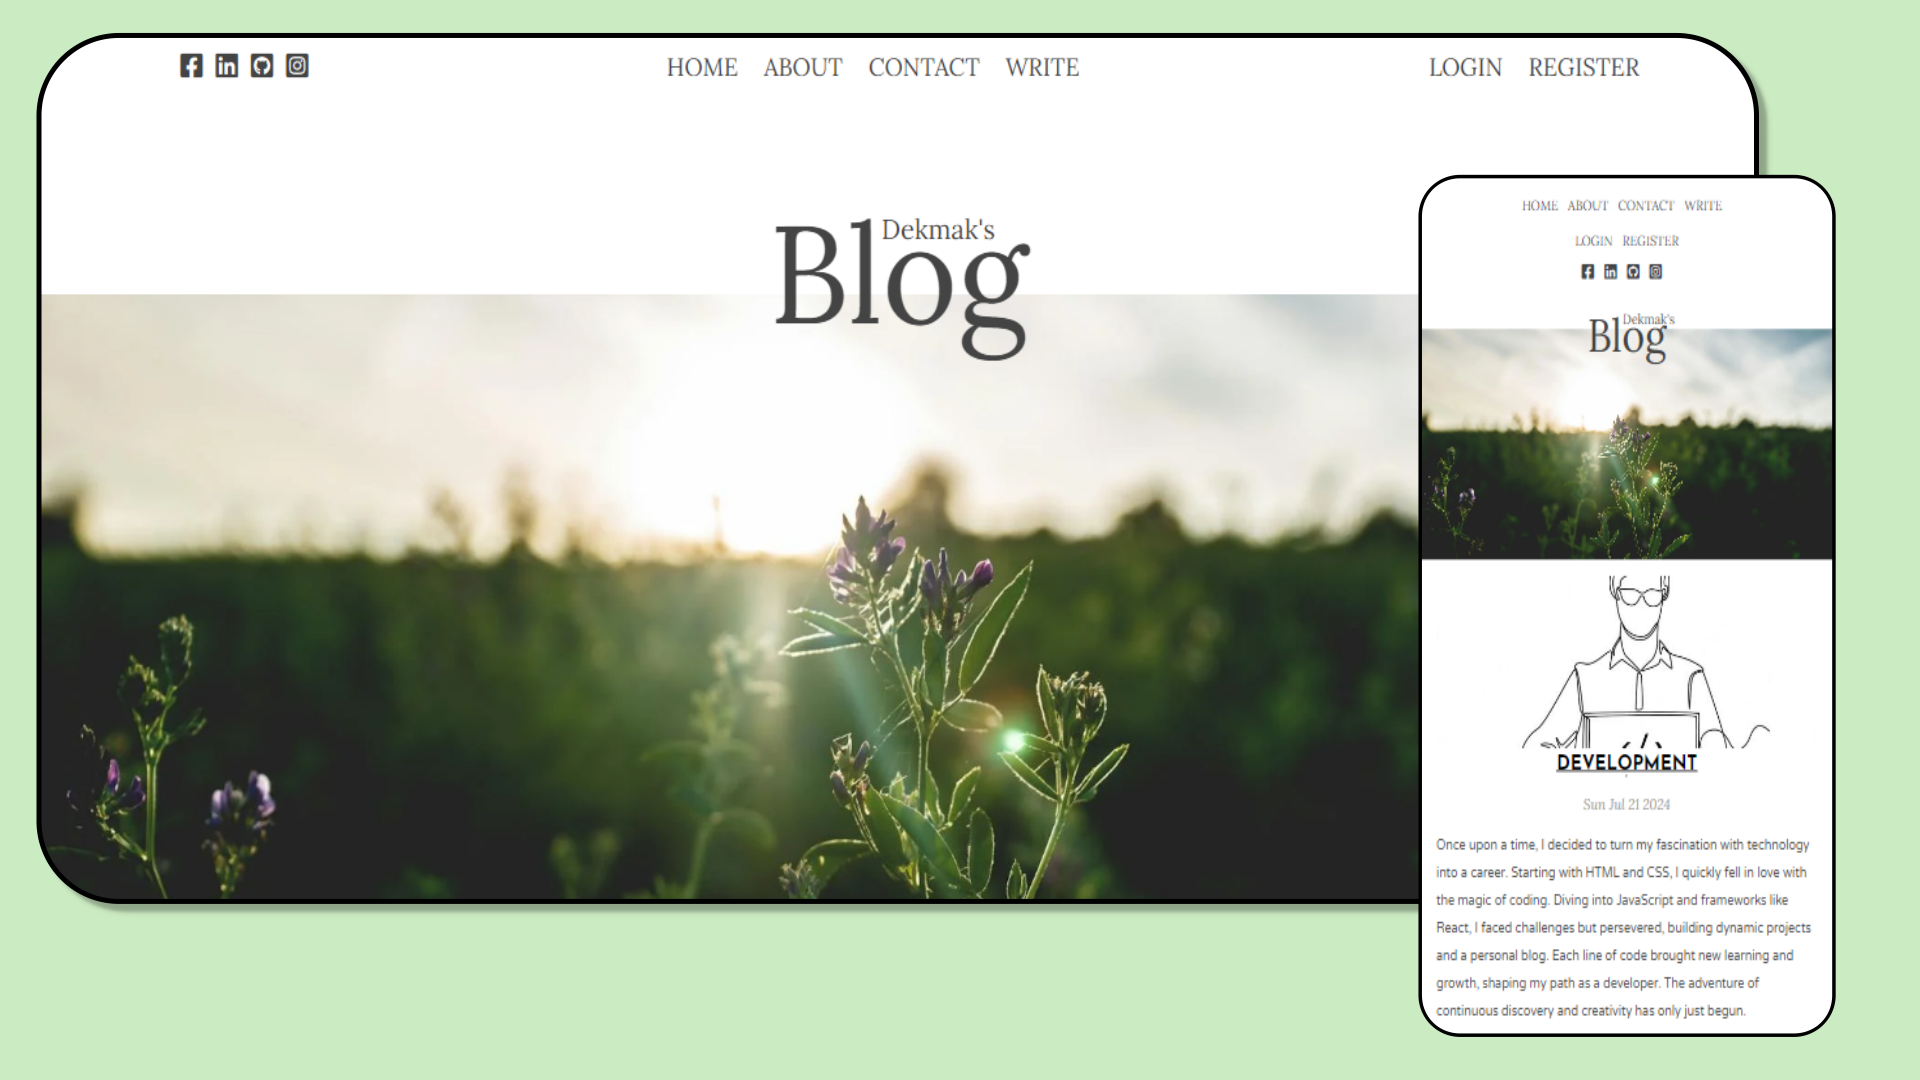 HOME ABOUT CONTACT WRITE
LOGIN REGISTER
Dekmak's
Blog
HOME ABOUT CONTACT WRITE
LOGIN REGISTER
Dekmak's
Blog
DEVELOPMENT
Sun Jul 21 2024
Once upon a time, I decided to turn my fascination with technology
into a career. Starting with HTML and CSS, I quickly fell in love with
the magic of coding. Diving into JavaScript and frameworks like
React, I faced challenges but persevered, building dynamic projects
and a personal blog. Each line of code brought new learning and
growth, shaping my path as a developer. The adventure of
continuous discovery and creativity has only just begun.